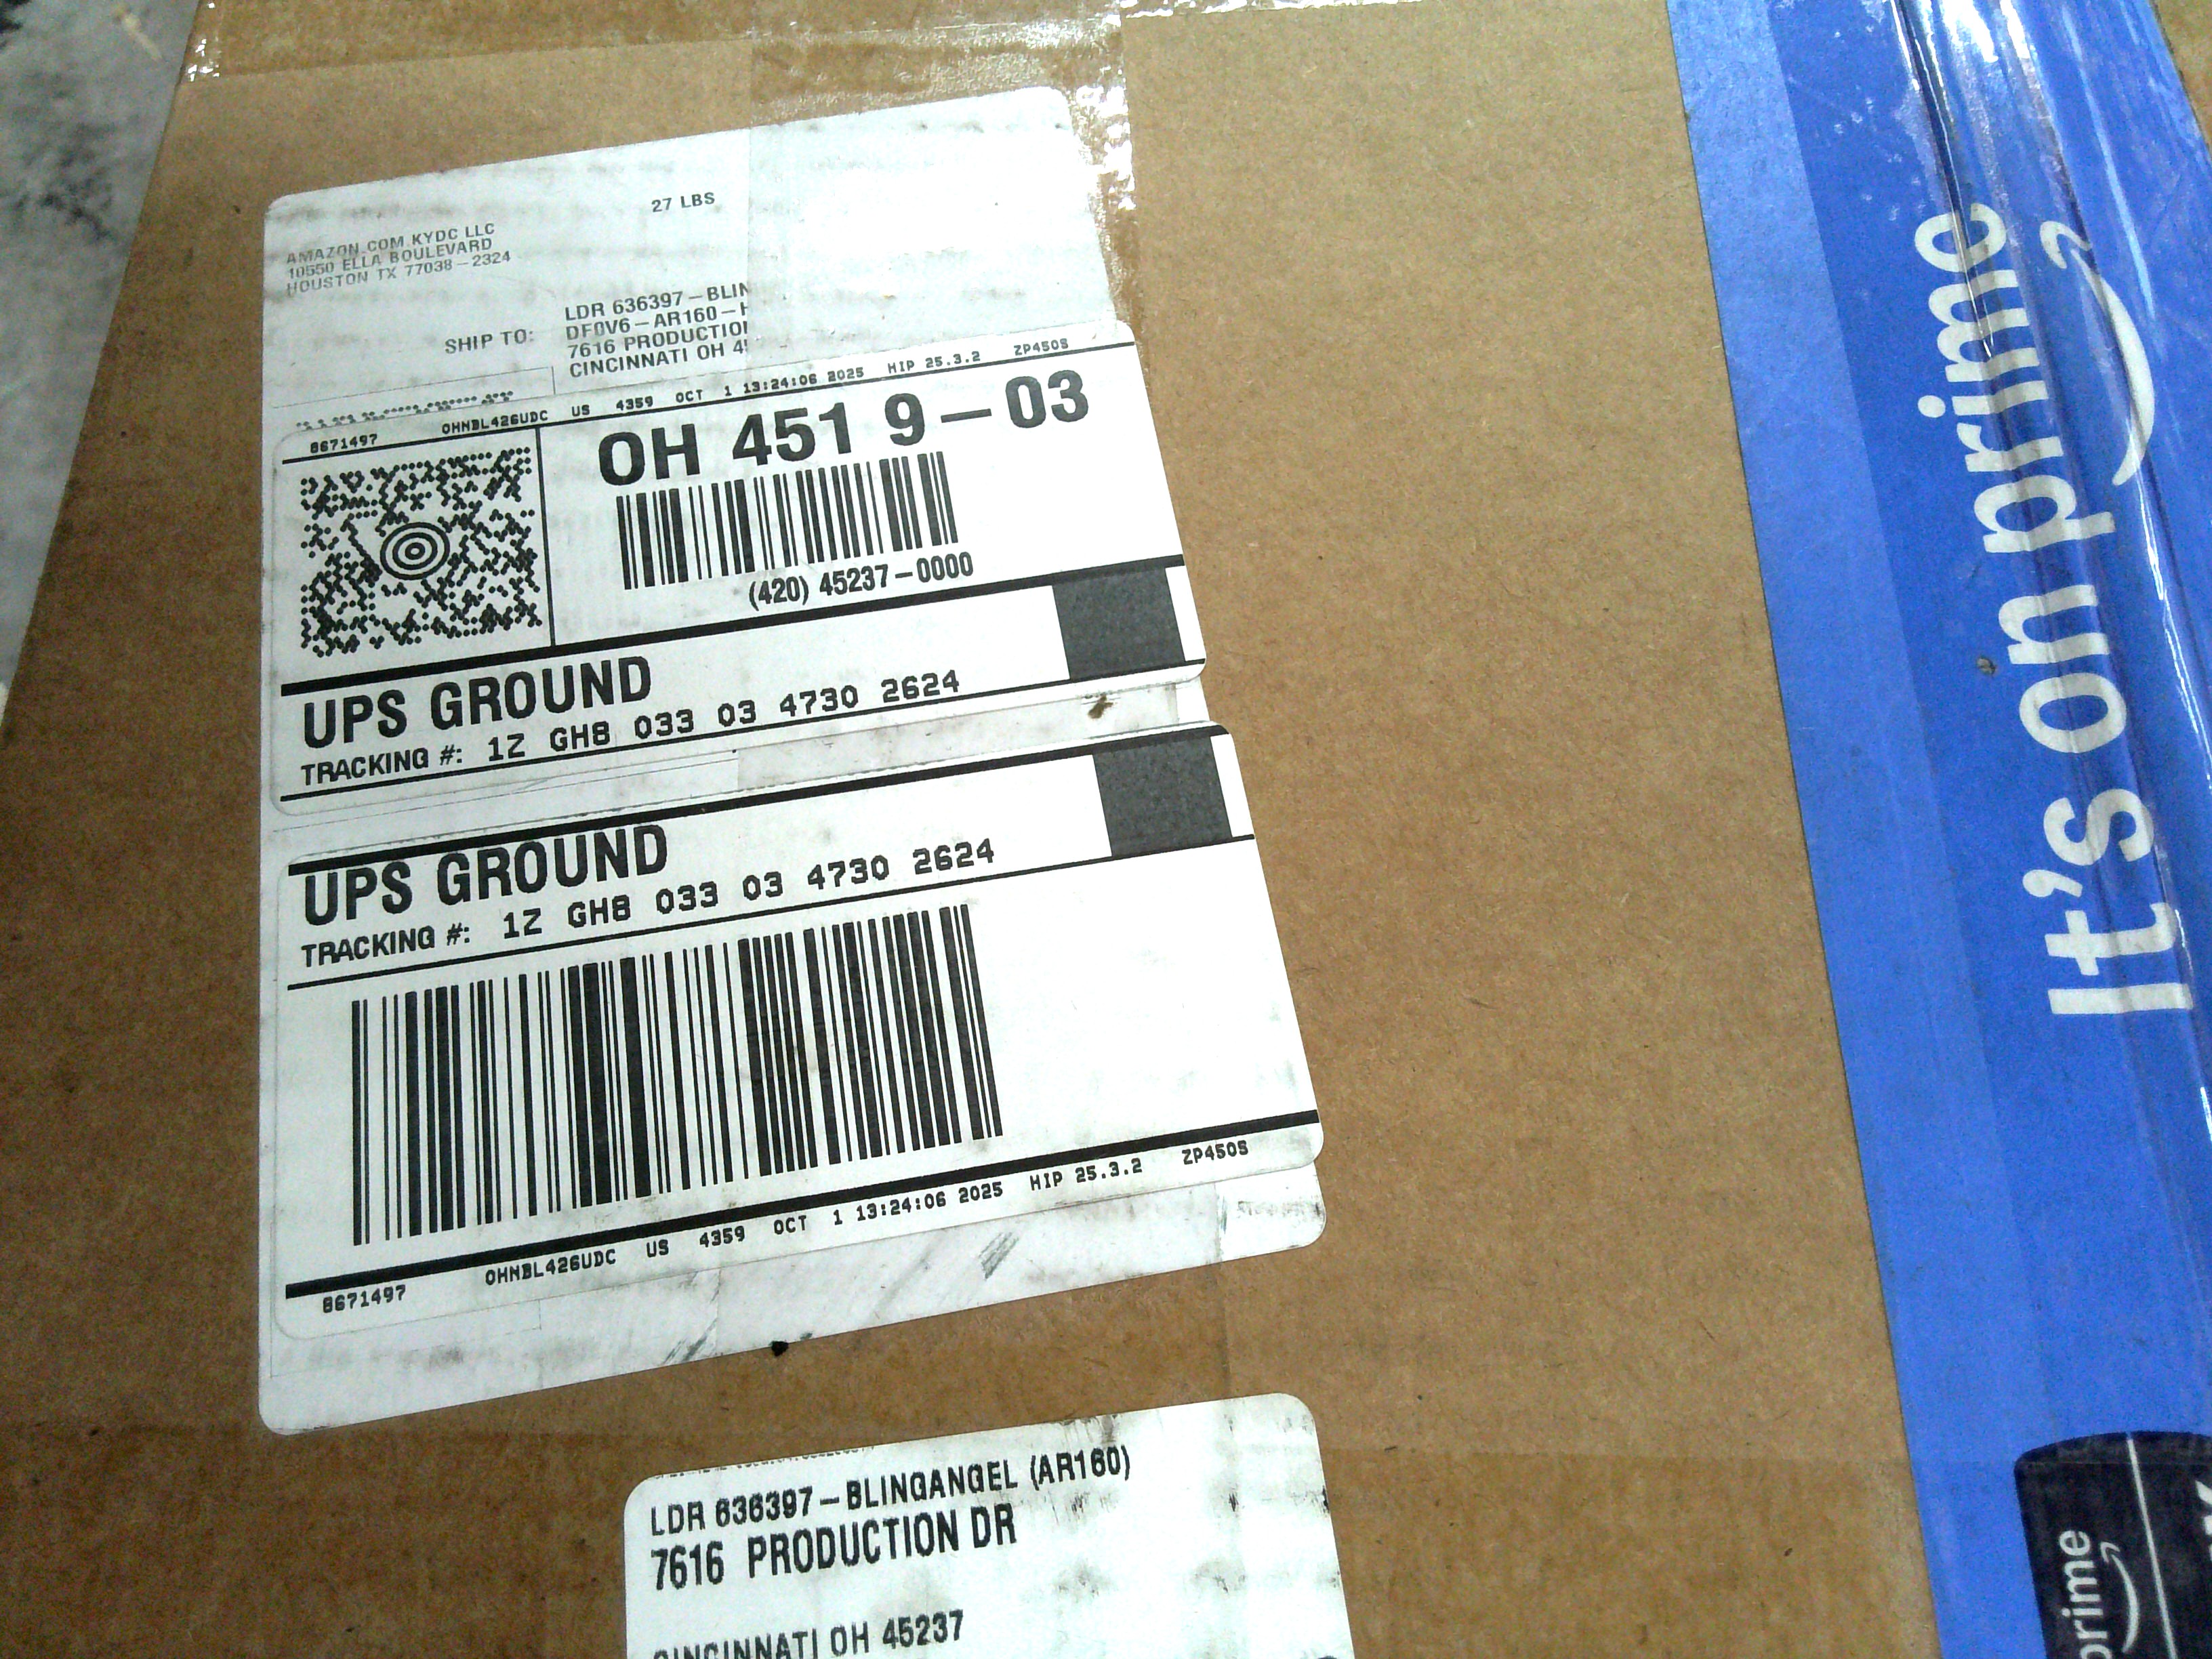 27 LBS
AMAZON.COM KYDC LLC
10550 ELLA BOULEVARD
HOUSTON TX 77038-2324
SHIP TO:
LDR 636397-BLIN
DF0V6-AR160-H
7616 PRODUCTION
CINCINNATI OH 4
8671497 OHNBL426UDC US 4359 OCT 1 13:24:06 2025 HIP 25.3.2 ZP450S
OH 451 9-03
(420) 45237-0000
UPS GROUND
TRACKING #: 1Z GH8 033 03 4730 2624
UPS GROUND
TRACKING #: 1Z GH8 033 03 4730 2624
8671497 OHNBL426UDC US 4359 OCT 1 13:24:06 2025 HIP 25.3.2 ZP450S
LDR 636397-BLINGANGEL (AR160)
7616 PRODUCTION DR
CINCINNATI OH 45237
It's on prime
prime